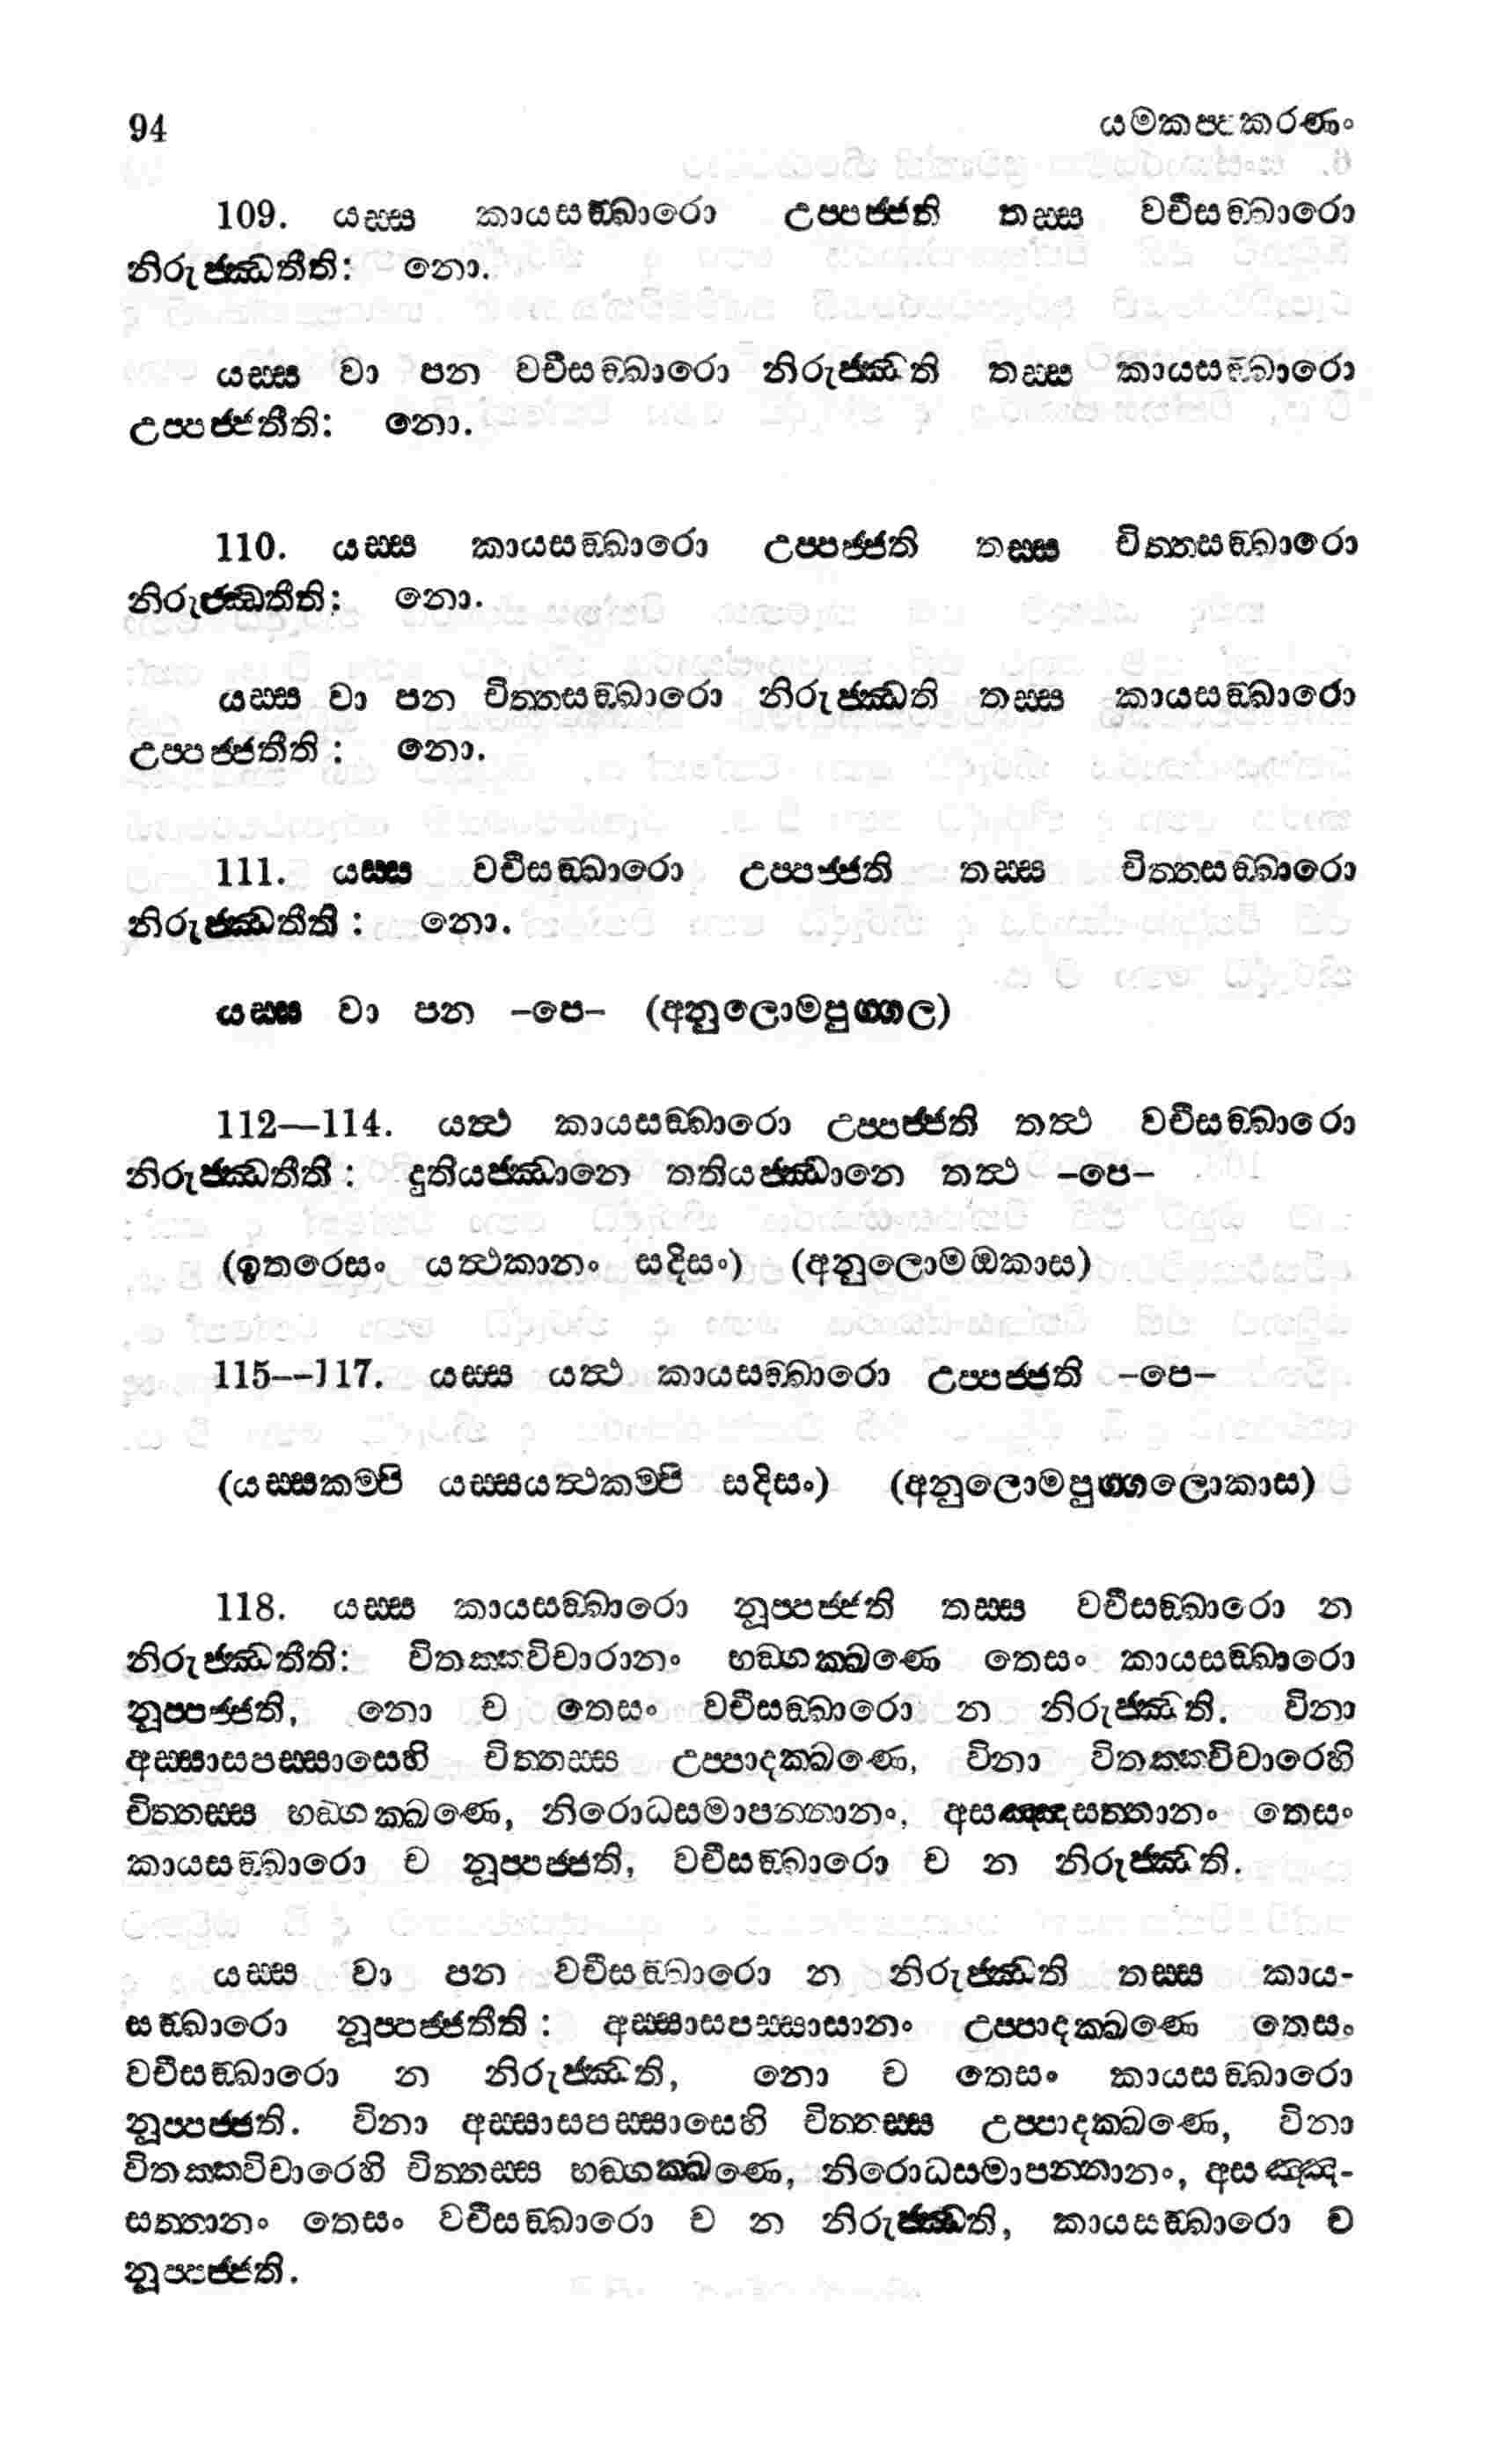 94 යමකප්පකරණං
109. යස්ස කායසඞ්ඛාරො උප්පජ්ජති තස්ස වචීසඞ්ඛාරො
නිරුජ්ඣතීති: නො.
යස්ස වා පන වචීසඞ්ඛාරො නිරුජ්ඣති තස්ස කායසඞ්ඛාරො
උප්පජ්ජතීති: නො.
110. යස්ස කායසඞ්ඛාරො උප්පජ්ජති තස්ස චිත්තසඞ්ඛාරො
නිරුජ්ඣතීති: නො.
යස්ස වා පන චිත්තසඞ්ඛාරො නිරුජ්ඣති තස්ස කායසඞ්ඛාරො
උප්පජ්ජතීති: නො.
111. යස්ස වචීසඞ්ඛාරො උප්පජ්ජති තස්ස චිත්තසඞ්ඛාරො
නිරුජ්ඣතීති: නො.
යස්ස වා පන –පෙ– (අනුලොමපුග්ගල)
112—114. යත්ථ කායසඞ්ඛාරො උප්පජ්ජති තත්ථ වචීසඞ්ඛාරො
නිරුජ්ඣතීති: දුතියජ්ඣානෙ තතියජ්ඣානෙ තත්ථ –පෙ–
(ඉතරෙසං යත්ථකානං සදිසං) (අනුලොමඔකාස)
115--117. යස්ස යත්ථ කායසඞ්ඛාරො උප්පජ්ජති –පෙ–
(යස්සකම්පි යස්සයත්ථකම්පි සදිසං) (අනුලොමපුග්ගලොකාස)
118. යස්ස කායසඞ්ඛාරො නුප්පජ්ජති තස්ස වචීසඞ්ඛාරො න
නිරුජ්ඣතීති: විතක්කවිචාරානං භඞ්ගක්ඛණෙ තෙසං කායසඞ්ඛාරො
නුප්පජ්ජති, නො ච තෙසං වචීසඞ්ඛාරො න නිරුජ්ඣති. විනා
අස්සාසපස්සාසෙහි චිත්තස්ස උප්පාදක්ඛණෙ, විනා විතක්කවිචාරෙහි
චිත්තස්ස භඞ්ගක්ඛණෙ, නිරොධසමාපන්නානං, අසඤ්ඤසත්තානං තෙසං
කායසඞ්ඛාරො ච නුප්පජ්ජති, වචීසඞ්ඛාරො ච න නිරුජ්ඣති.
යස්ස වා පන වචීසඞ්ඛාරො න නිරුජ්ඣති තස්ස කාය-
සඞ්ඛාරො නුප්පජ්ජතීති: අස්සාසපස්සාසානං උප්පාදක්ඛණෙ තෙසං
වචීසඞ්ඛාරො න නිරුජ්ඣති, නො ච තෙසං කායසඞ්ඛාරො
නුප්පජ්ජති. විනා අස්සාසපස්සාසෙහි චිත්තස්ස උප්පාදක්ඛණෙ, විනා
විතක්කවිචාරෙහි චිත්තස්ස භඞ්ගක්ඛණෙ, නිරොධසමාපන්නානං, අසඤ්ඤ-
සත්තානං තෙසං වචීසඞ්ඛාරො ච න නිරුජ්ඣති, කායසඞ්ඛාරො ච
නුප්පජ්ජති.